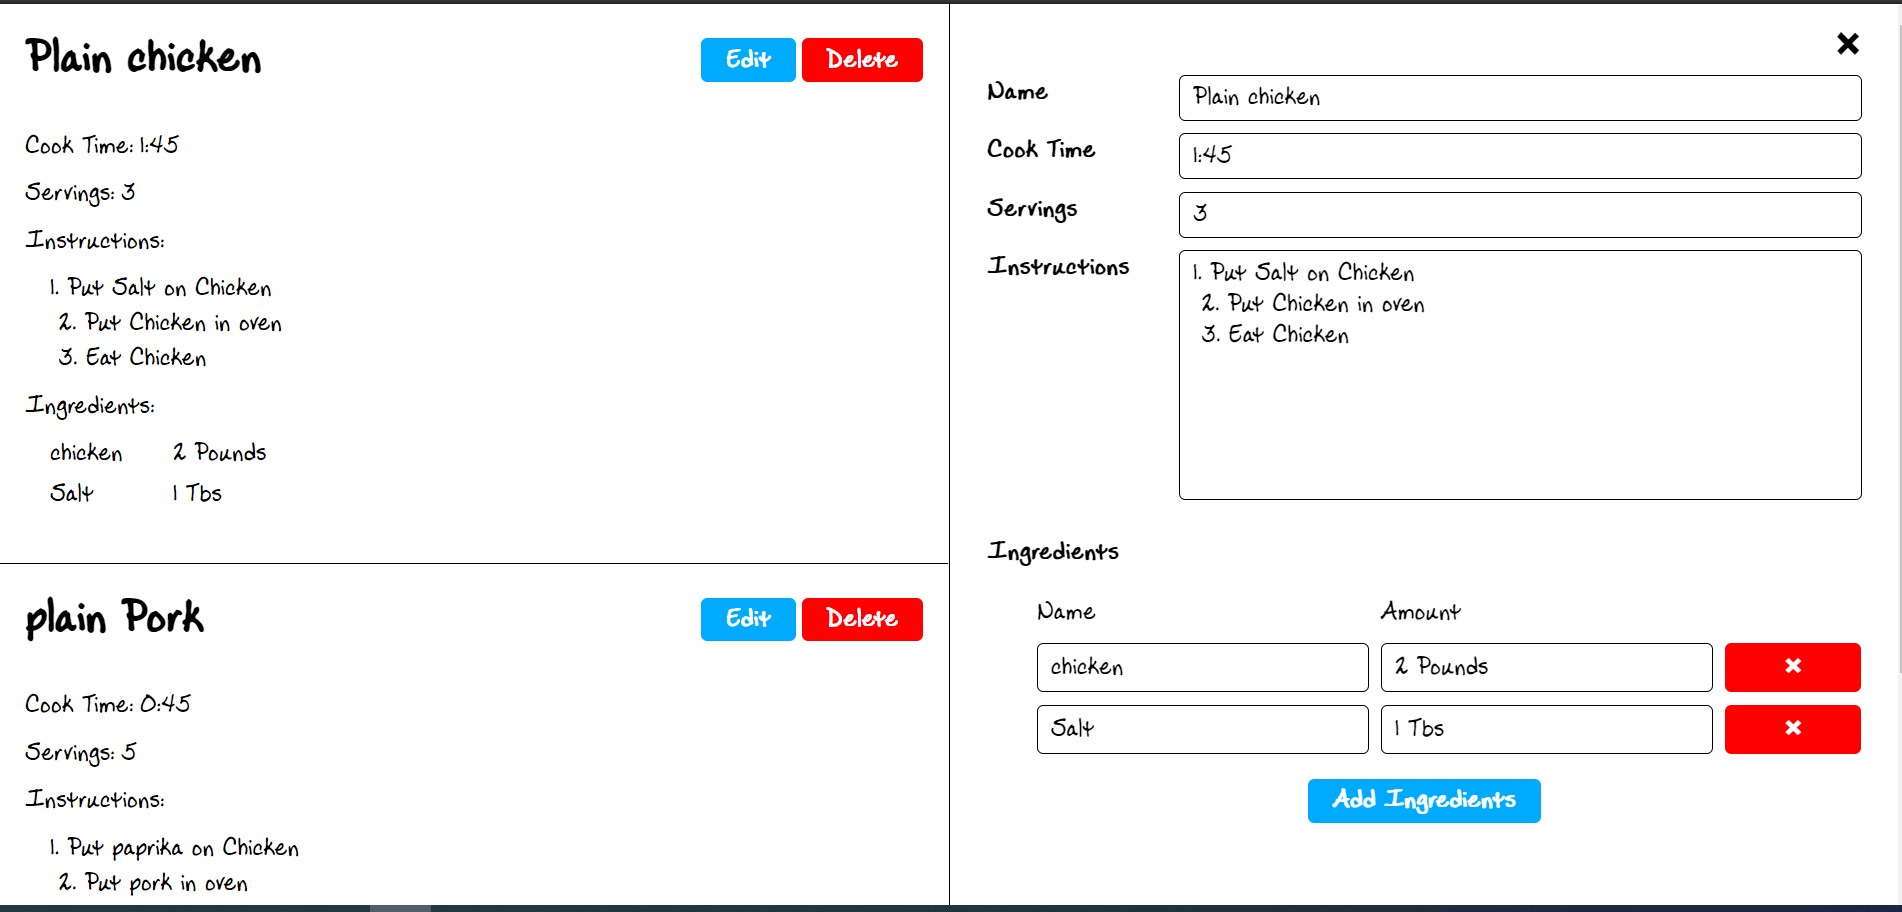 Plain chicken
Edit
Delete
Cook Time: 1:45
Servings: 3
Instructions:
1. Put Salt on Chicken
2. Put Chicken in oven
3. Eat Chicken
Ingredients:
chicken 2 Pounds
Salt 1 Tbs
plain Pork
Edit
Delete
Cook Time: 0:45
Servings: 5
Instructions:
1. Put paprika on Chicken
2. Put pork in oven
Name
Plain chicken
Cook Time
1:45
Servings
3
Instructions
1. Put Salt on Chicken
2. Put Chicken in oven
3. Eat Chicken
Ingredients
Name Amount
chicken 2 Pounds
Salt 1 Tbs
Add Ingredients